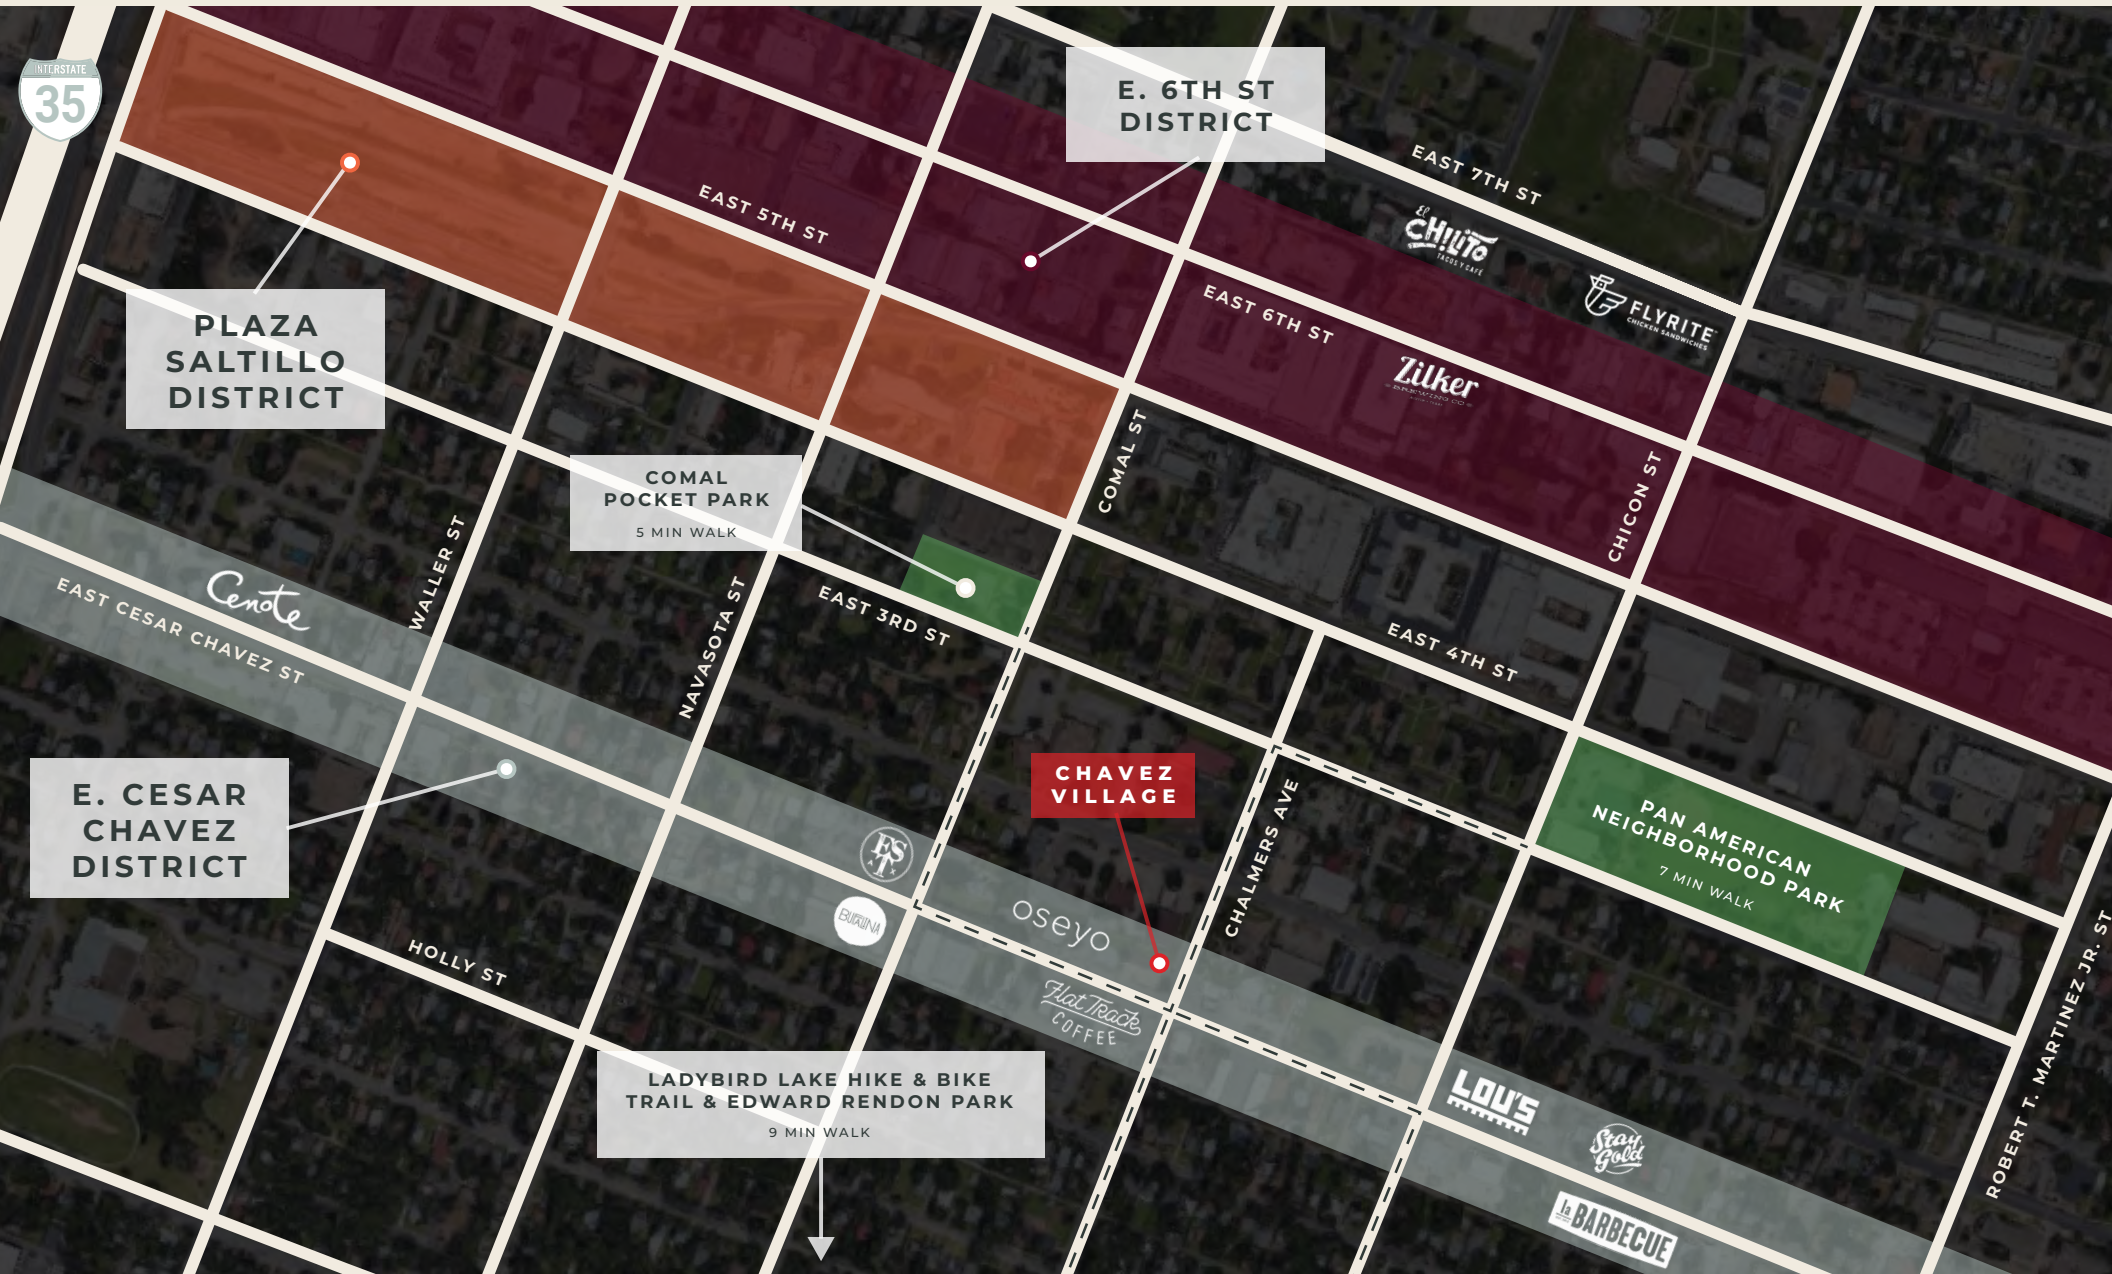 INTERSTATE
35
E. 6TH ST
DISTRICT
EAST 7TH ST
El
CHiLiTO
TACOS Y CAFÉ
FLYRITE
CHICKEN SANDWICHES
EAST 5TH ST
EAST 6TH ST
Zilker
BREWING CO
PLAZA
SALTILLO
DISTRICT
COMAL ST
CHICON ST
COMAL
POCKET PARK
5 MIN WALK
WALLER ST
NAVASOTA ST
EAST 3RD ST
EAST 4TH ST
Cenote
EAST CESAR CHAVEZ ST
E. CESAR
CHAVEZ
DISTRICT
CHAVEZ
VILLAGE
CHALMERS AVE
PAN AMERICAN
NEIGHBORHOOD PARK
7 MIN WALK
BUFALINA
oseyo
Flat Track
COFFEE
HOLLY ST
ROBERT T. MARTINEZ JR. ST
LADYBIRD LAKE HIKE & BIKE
TRAIL & EDWARD RENDON PARK
9 MIN WALK
LOU'S
Stay
Gold
la BARBECUE